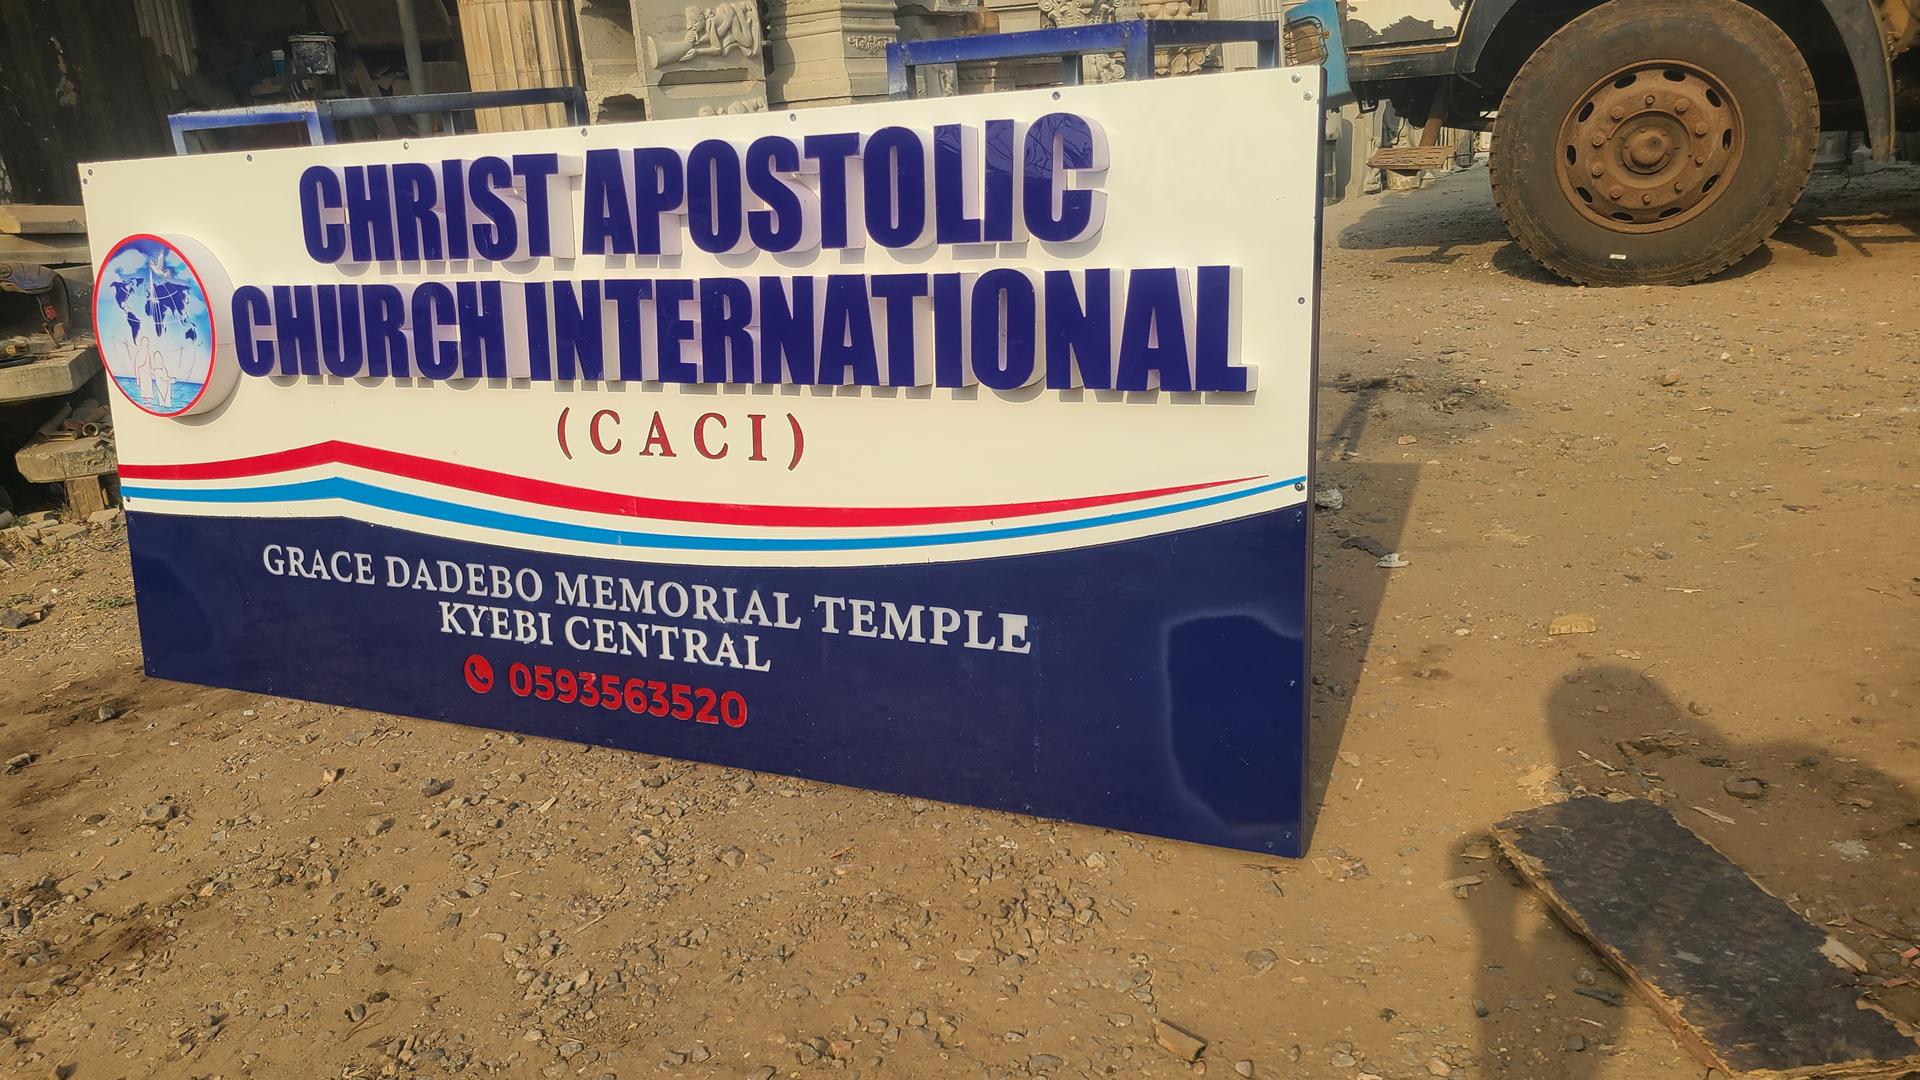 CHRIST APOSTOLIC
CHURCH INTERNATIONAL
(CACI)
GRACE DADEBO MEMORIAL TEMPLE
KYEBI CENTRAL
0593563520